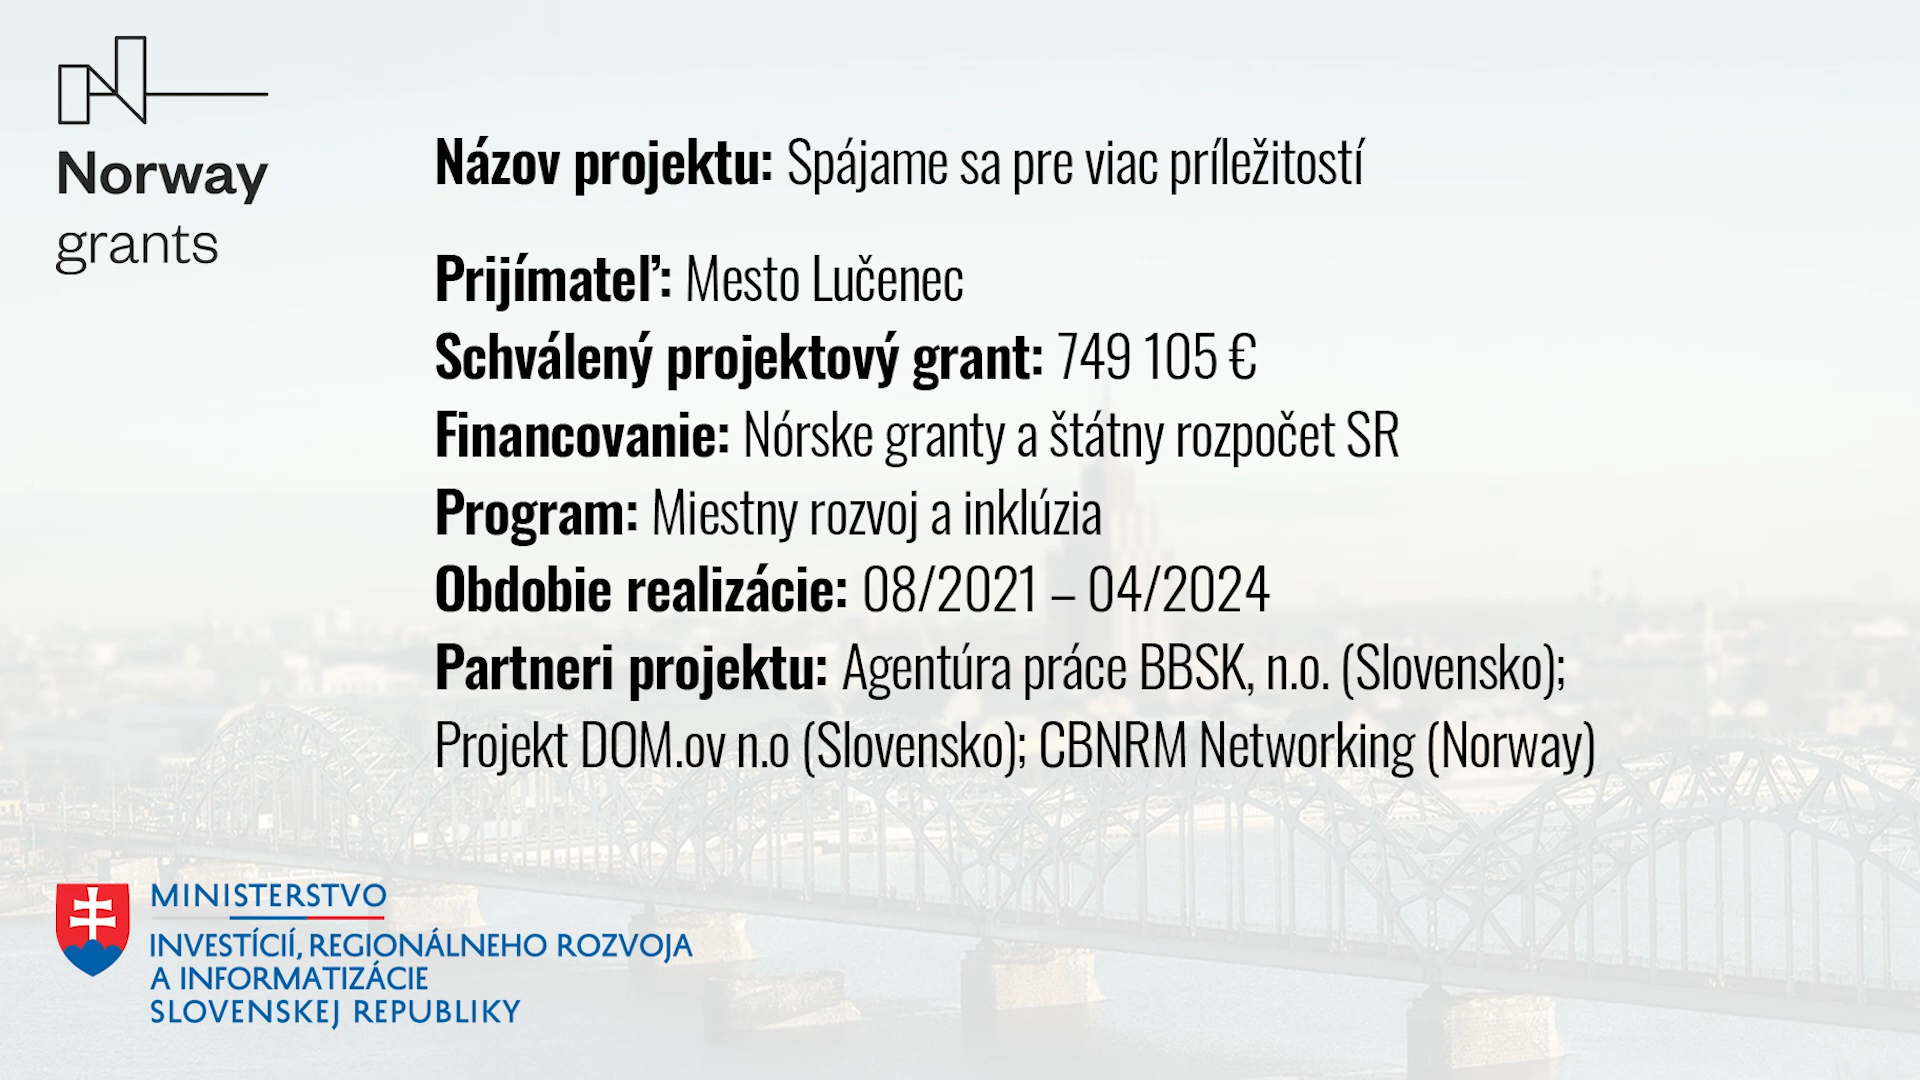 Norway
grants
Názov projektu: Spájame sa pre viac príležitostí
Prijímateľ: Mesto Lučenec
Schválený projektový grant: 749 105 €
Financovanie: Nórske granty a štátny rozpočet SR
Program: Miestny rozvoj a inklúzia
Obdobie realizácie: 08/2021 – 04/2024
Partneri projektu: Agentúra práce BBSK, n.o. (Slovensko);
Projekt DOM.ov n.o (Slovensko); CBNRM Networking (Norway)
MINISTERSTVO
INVESTÍCIÍ, REGIONÁLNEHO ROZVOJA
A INFORMATIZÁCIE
SLOVENSKEJ REPUBLIKY